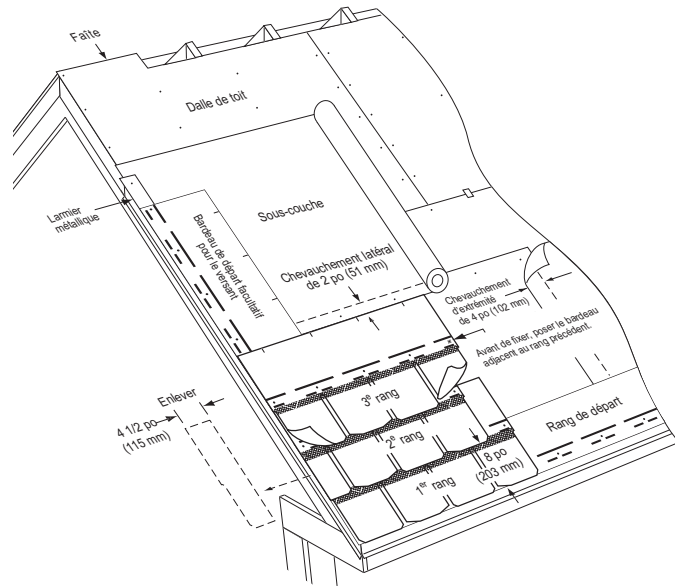 Faîte
Dalle de toit
Larmier
métallique
Bardeau de départ facultatif
pour le versant
Sous-couche
Chevauchement latéral
de 2 po (51 mm)
Chevauchement
d'extrémité
de 4 po (102 mm)
Avant de fixer, poser le bardeau
adjacent au rang précédent.
Enlever
4 1/2 po
(115 mm)
3e rang
2e rang
1er rang
8 po
(203 mm)
Rang de départ